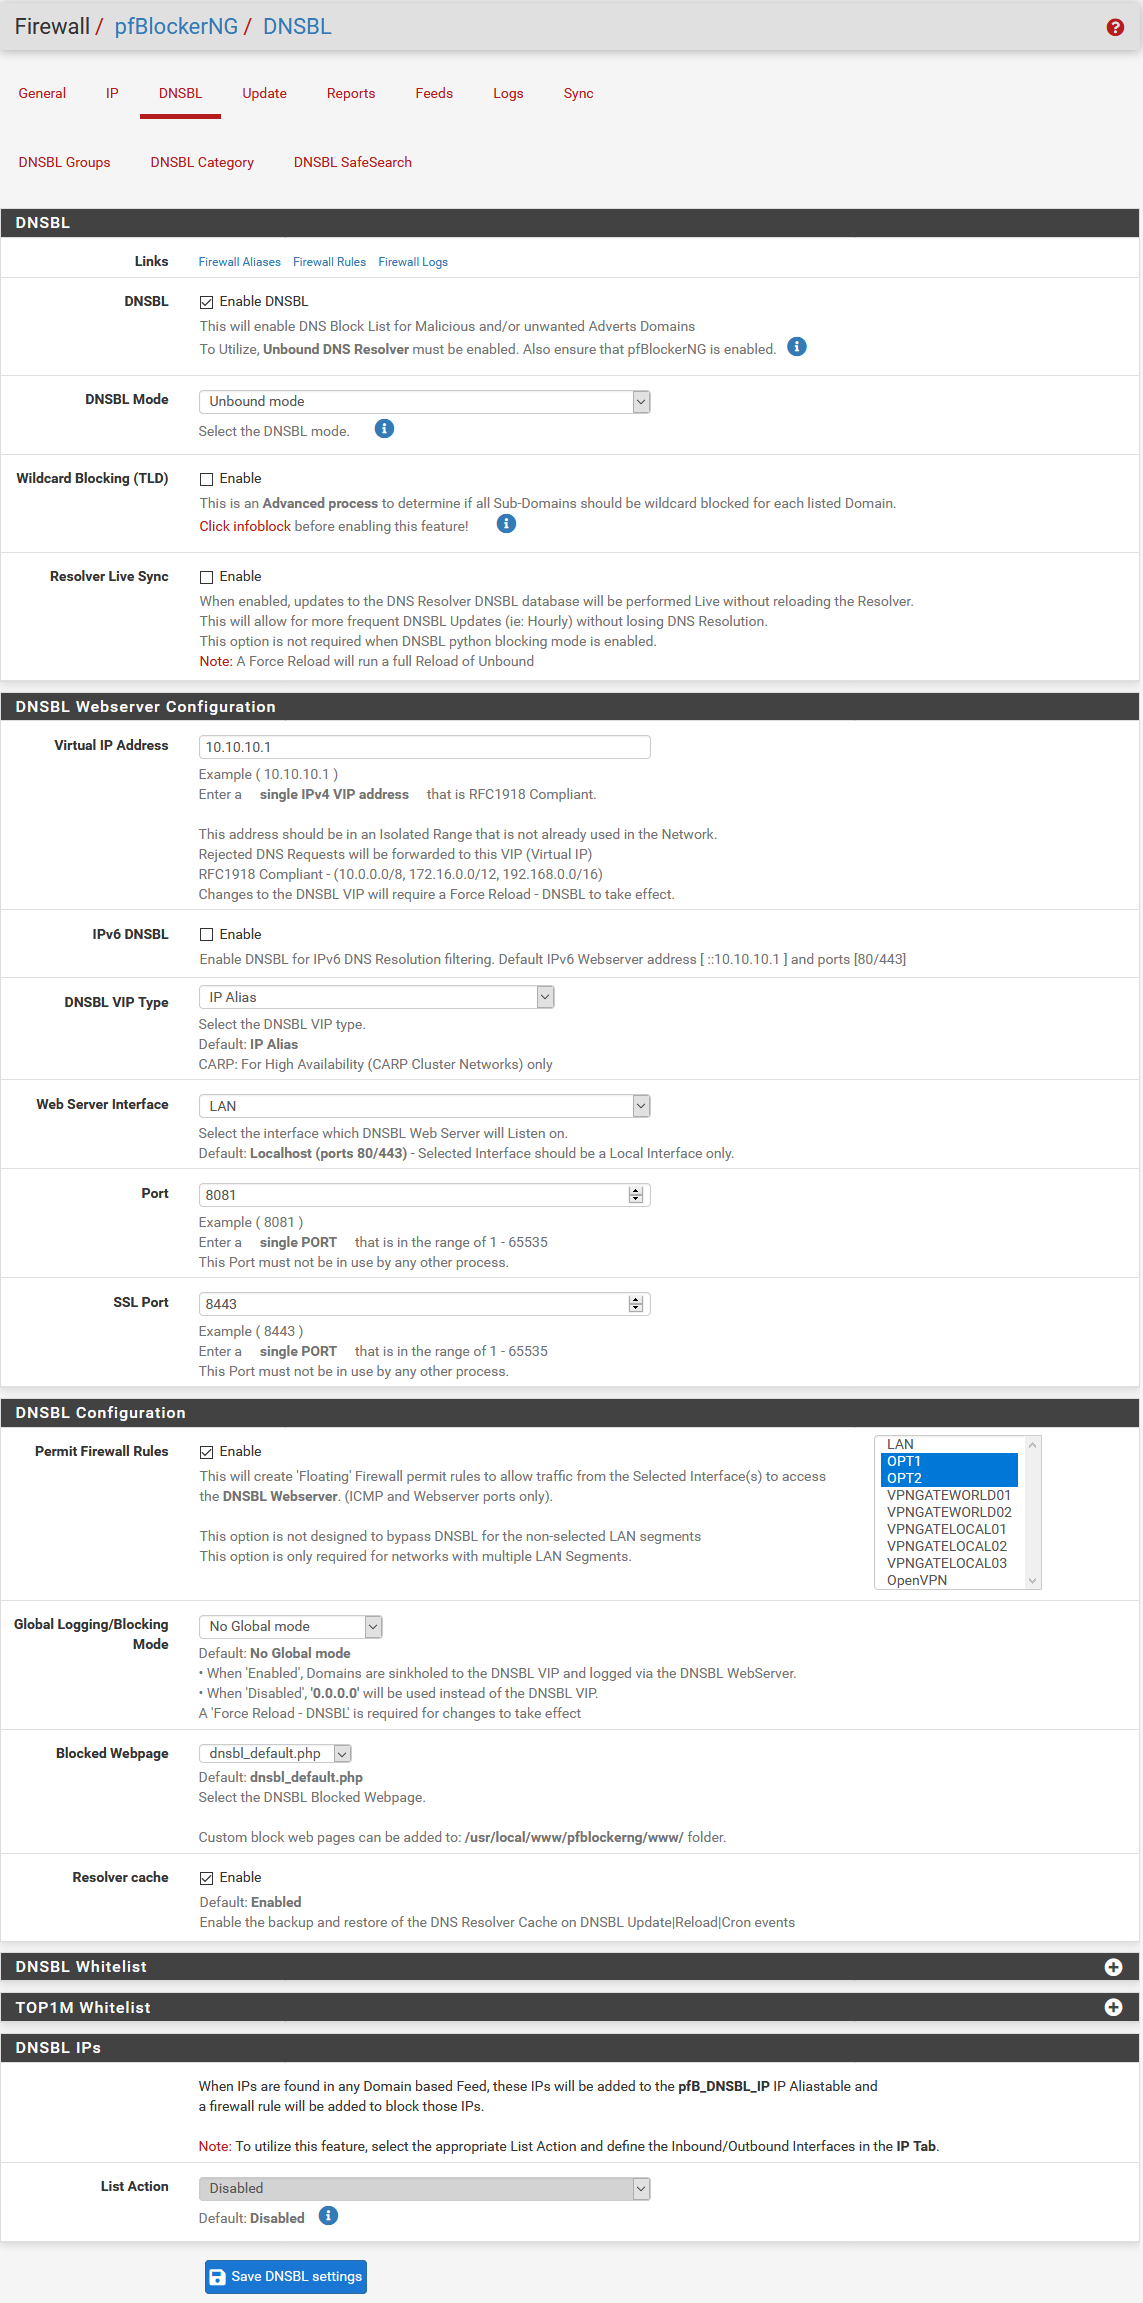 Firewall / pfBlockerNG / DNSBL
General IP DNSBL Update Reports Feeds Logs Sync
DNSBL Groups DNSBL Category DNSBL SafeSearch
DNSBL
Links Firewall Aliases Firewall Rules Firewall Logs
DNSBL Enable DNSBL
This will enable DNS Block List for Malicious and/or unwanted Adverts Domains
To Utilize, Unbound DNS Resolver must be enabled. Also ensure that pfBlockerNG is enabled.
DNSBL Mode Unbound mode
Select the DNSBL mode.
Wildcard Blocking (TLD) Enable
This is an Advanced process to determine if all Sub-Domains should be wildcard blocked for each listed Domain.
Click infoblock before enabling this feature!
Resolver Live Sync Enable
When enabled, updates to the DNS Resolver DNSBL database will be performed Live without reloading the Resolver.
This will allow for more frequent DNSBL Updates (ie: Hourly) without losing DNS Resolution.
This option is not required when DNSBL python blocking mode is enabled.
Note: A Force Reload will run a full Reload of Unbound
DNSBL Webserver Configuration
Virtual IP Address 10.10.10.1
Example ( 10.10.10.1 )
Enter a single IPv4 VIP address that is RFC1918 Compliant.
This address should be in an Isolated Range that is not already used in the Network.
Rejected DNS Requests will be forwarded to this VIP (Virtual IP)
RFC1918 Compliant - (10.0.0.0/8, 172.16.0.0/12, 192.168.0.0/16)
Changes to the DNSBL VIP will require a Force Reload - DNSBL to take effect.
IPv6 DNSBL Enable
Enable DNSBL for IPv6 DNS Resolution filtering. Default IPv6 Webserver address [ ::10.10.10.1 ] and ports [80/443]
DNSBL VIP Type IP Alias
Select the DNSBL VIP type.
Default: IP Alias
CARP: For High Availability (CARP Cluster Networks) only
Web Server Interface LAN
Select the interface which DNSBL Web Server will Listen on.
Default: Localhost (ports 80/443) - Selected Interface should be a Local Interface only.
Port 8081
Example ( 8081 )
Enter a single PORT that is in the range of 1 - 65535
This Port must not be in use by any other process.
SSL Port 8443
Example ( 8443 )
Enter a single PORT that is in the range of 1 - 65535
This Port must not be in use by any other process.
DNSBL Configuration
Permit Firewall Rules Enable
This will create 'Floating' Firewall permit rules to allow traffic from the Selected Interface(s) to access
the DNSBL Webserver. (ICMP and Webserver ports only).
This option is not designed to bypass DNSBL for the non-selected LAN segments
This option is only required for networks with multiple LAN Segments.
LAN
OPT1
OPT2
VPNGATEWORLD01
VPNGATEWORLD02
VPNGATELOCAL01
VPNGATELOCAL02
VPNGATELOCAL03
OpenVPN
Global Logging/Blocking
Mode
No Global mode
Default: No Global mode
• When 'Enabled', Domains are sinkholed to the DNSBL VIP and logged via the DNSBL WebServer.
• When 'Disabled', '0.0.0.0' will be used instead of the DNSBL VIP.
A 'Force Reload - DNSBL' is required for changes to take effect
Blocked Webpage dnsbl_default.php
Default: dnsbl_default.php
Select the DNSBL Blocked Webpage.
Custom block web pages can be added to: /usr/local/www/pfblockerng/www/ folder.
Resolver cache Enable
Default: Enabled
Enable the backup and restore of the DNS Resolver Cache on DNSBL Update|Reload|Cron events
DNSBL Whitelist
TOP1M Whitelist
DNSBL IPs
When IPs are found in any Domain based Feed, these IPs will be added to the pfB_DNSBL_IP IP Aliastable and
a firewall rule will be added to block those IPs.
Note: To utilize this feature, select the appropriate List Action and define the Inbound/Outbound Interfaces in the IP Tab.
List Action Disabled
Default: Disabled
Save DNSBL settings